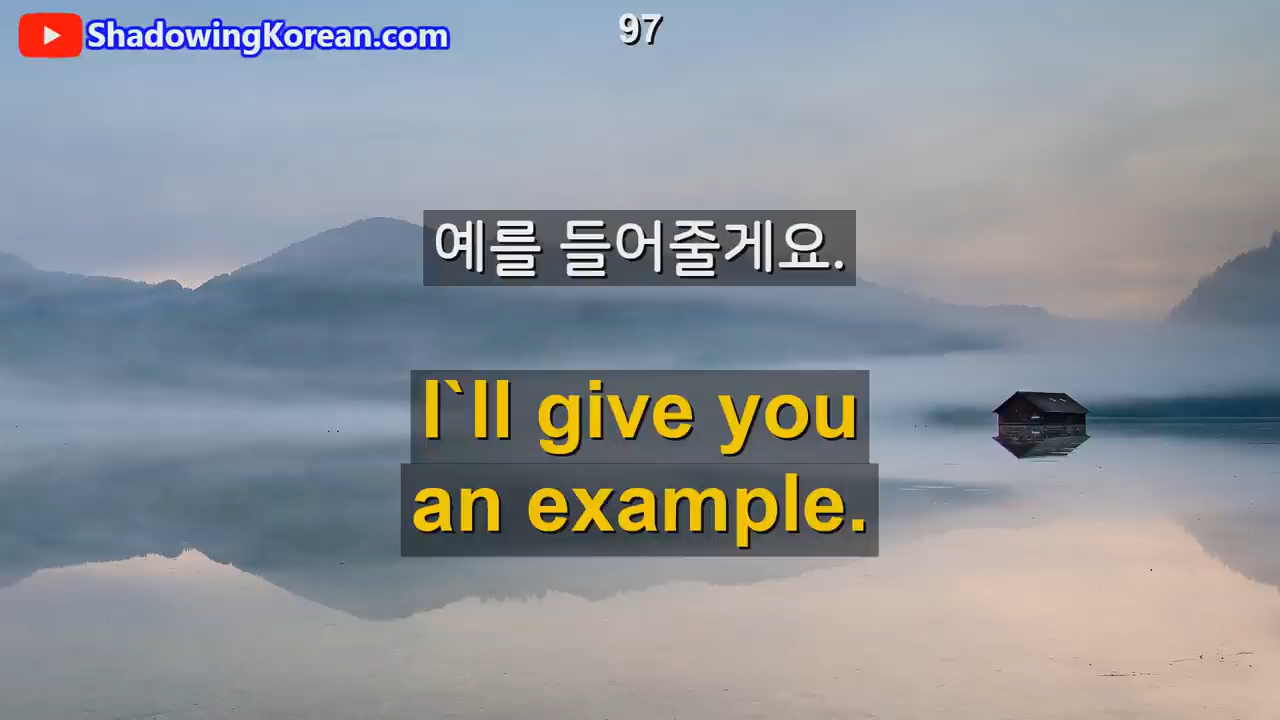 ShadowingKorean.com
97
예를 들어줄게요.
I`ll give you
an example.